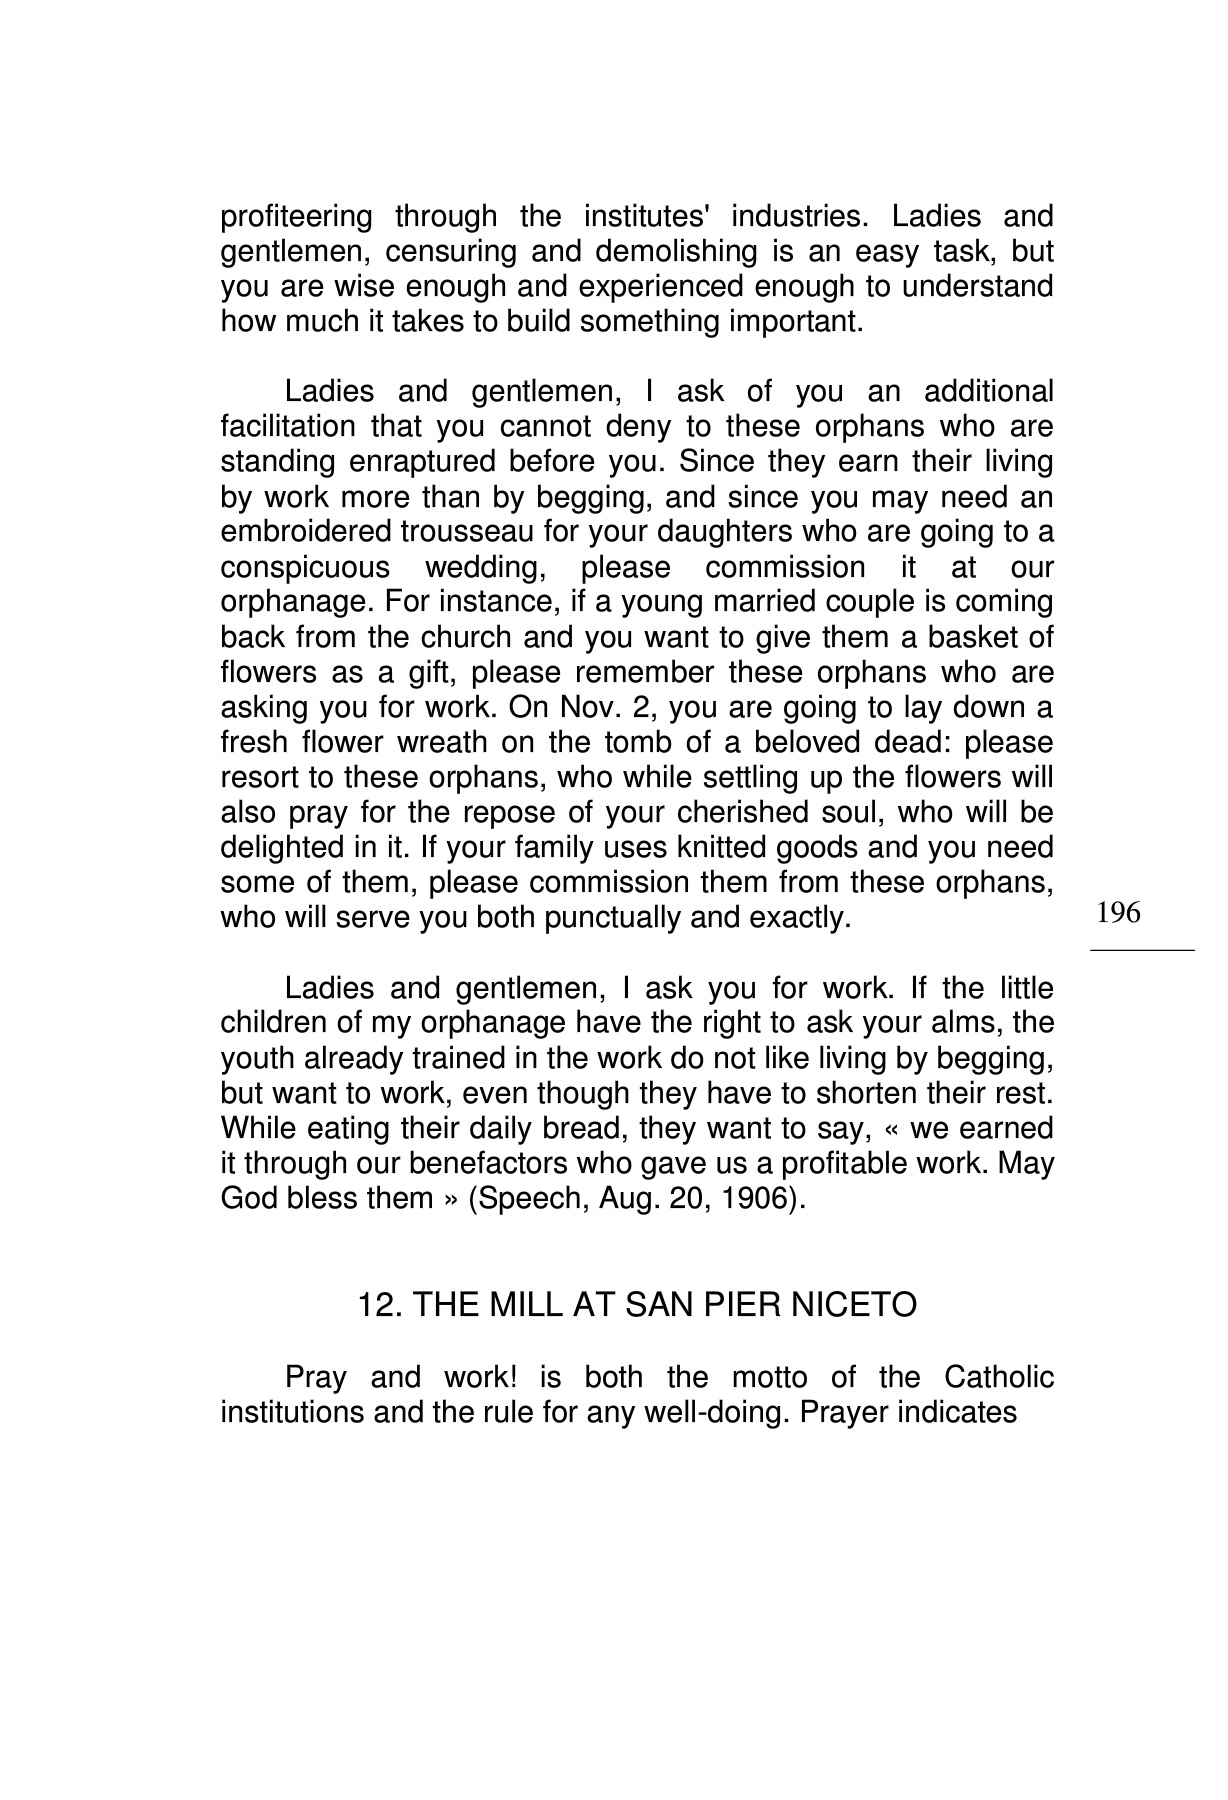 profiteering through the institutes' industries. Ladies and
gentlemen, censuring and demolishing is an easy task, but
you are wise enough and experienced enough to understand
how much it takes to build something important.
Ladies and gentlemen, I ask of you an additional
facilitation that you cannot deny to these orphans who are
standing enraptured before you. Since they earn their living
by work more than by begging, and since you may need an
embroidered trousseau for your daughters who are going to a
conspicuous wedding, please commission it at our
orphanage. For instance, if a young married couple is coming
back from the church and you want to give them a basket of
flowers as a gift, please remember these orphans who are
asking you for work. On Nov. 2, you are going to lay down a
fresh flower wreath on the tomb of a beloved dead: please
resort to these orphans, who while settling up the flowers will
also pray for the repose of your cherished soul, who will be
delighted in it. If your family uses knitted goods and you need
some of them, please commission them from these orphans,
who will serve you both punctually and exactly.
196
Ladies and gentlemen, I ask you for work. If the little
children of my orphanage have the right to ask your alms, the
youth already trained in the work do not like living by begging,
but want to work, even though they have to shorten their rest.
While eating their daily bread, they want to say, « we earned
it through our benefactors who gave us a profitable work. May
God bless them » (Speech, Aug. 20, 1906).
12. THE MILL AT SAN PIER NICETO
Pray and work! is both the motto of the Catholic
institutions and the rule for any well-doing. Prayer indicates